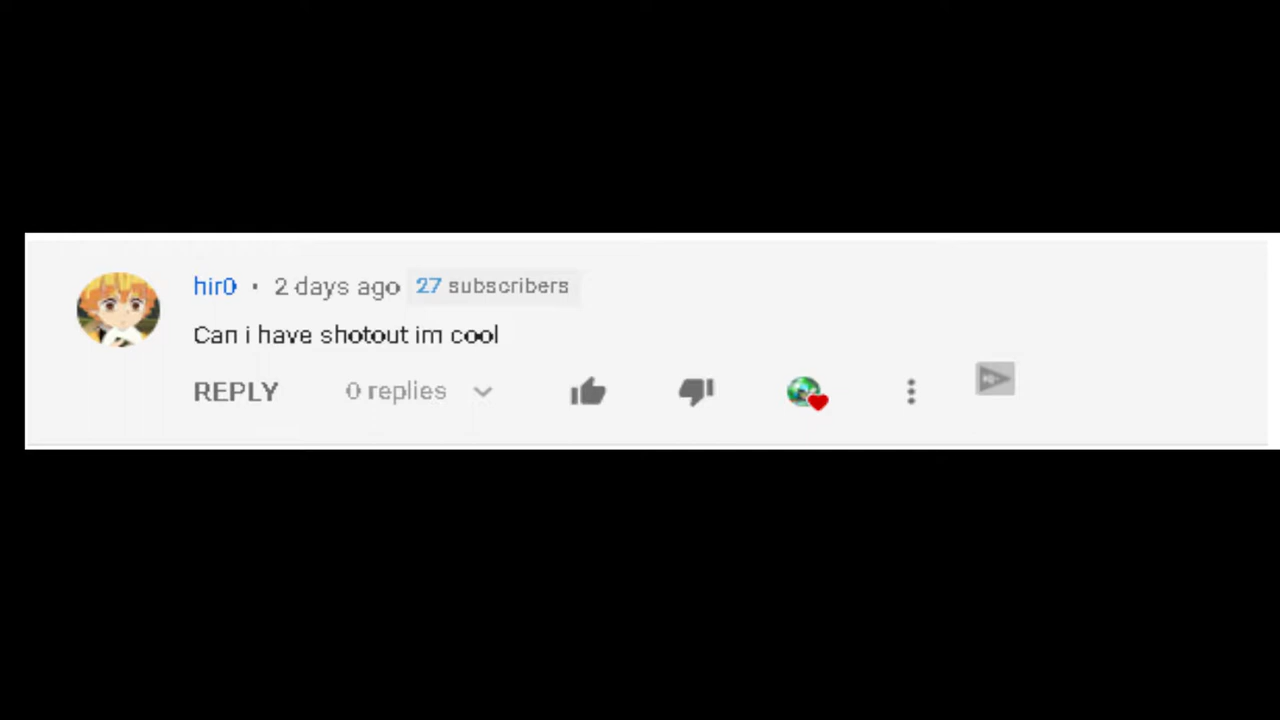 hir0 • 2 days ago 27 subscribers
Can i have shotout im cool
REPLY 0 replies